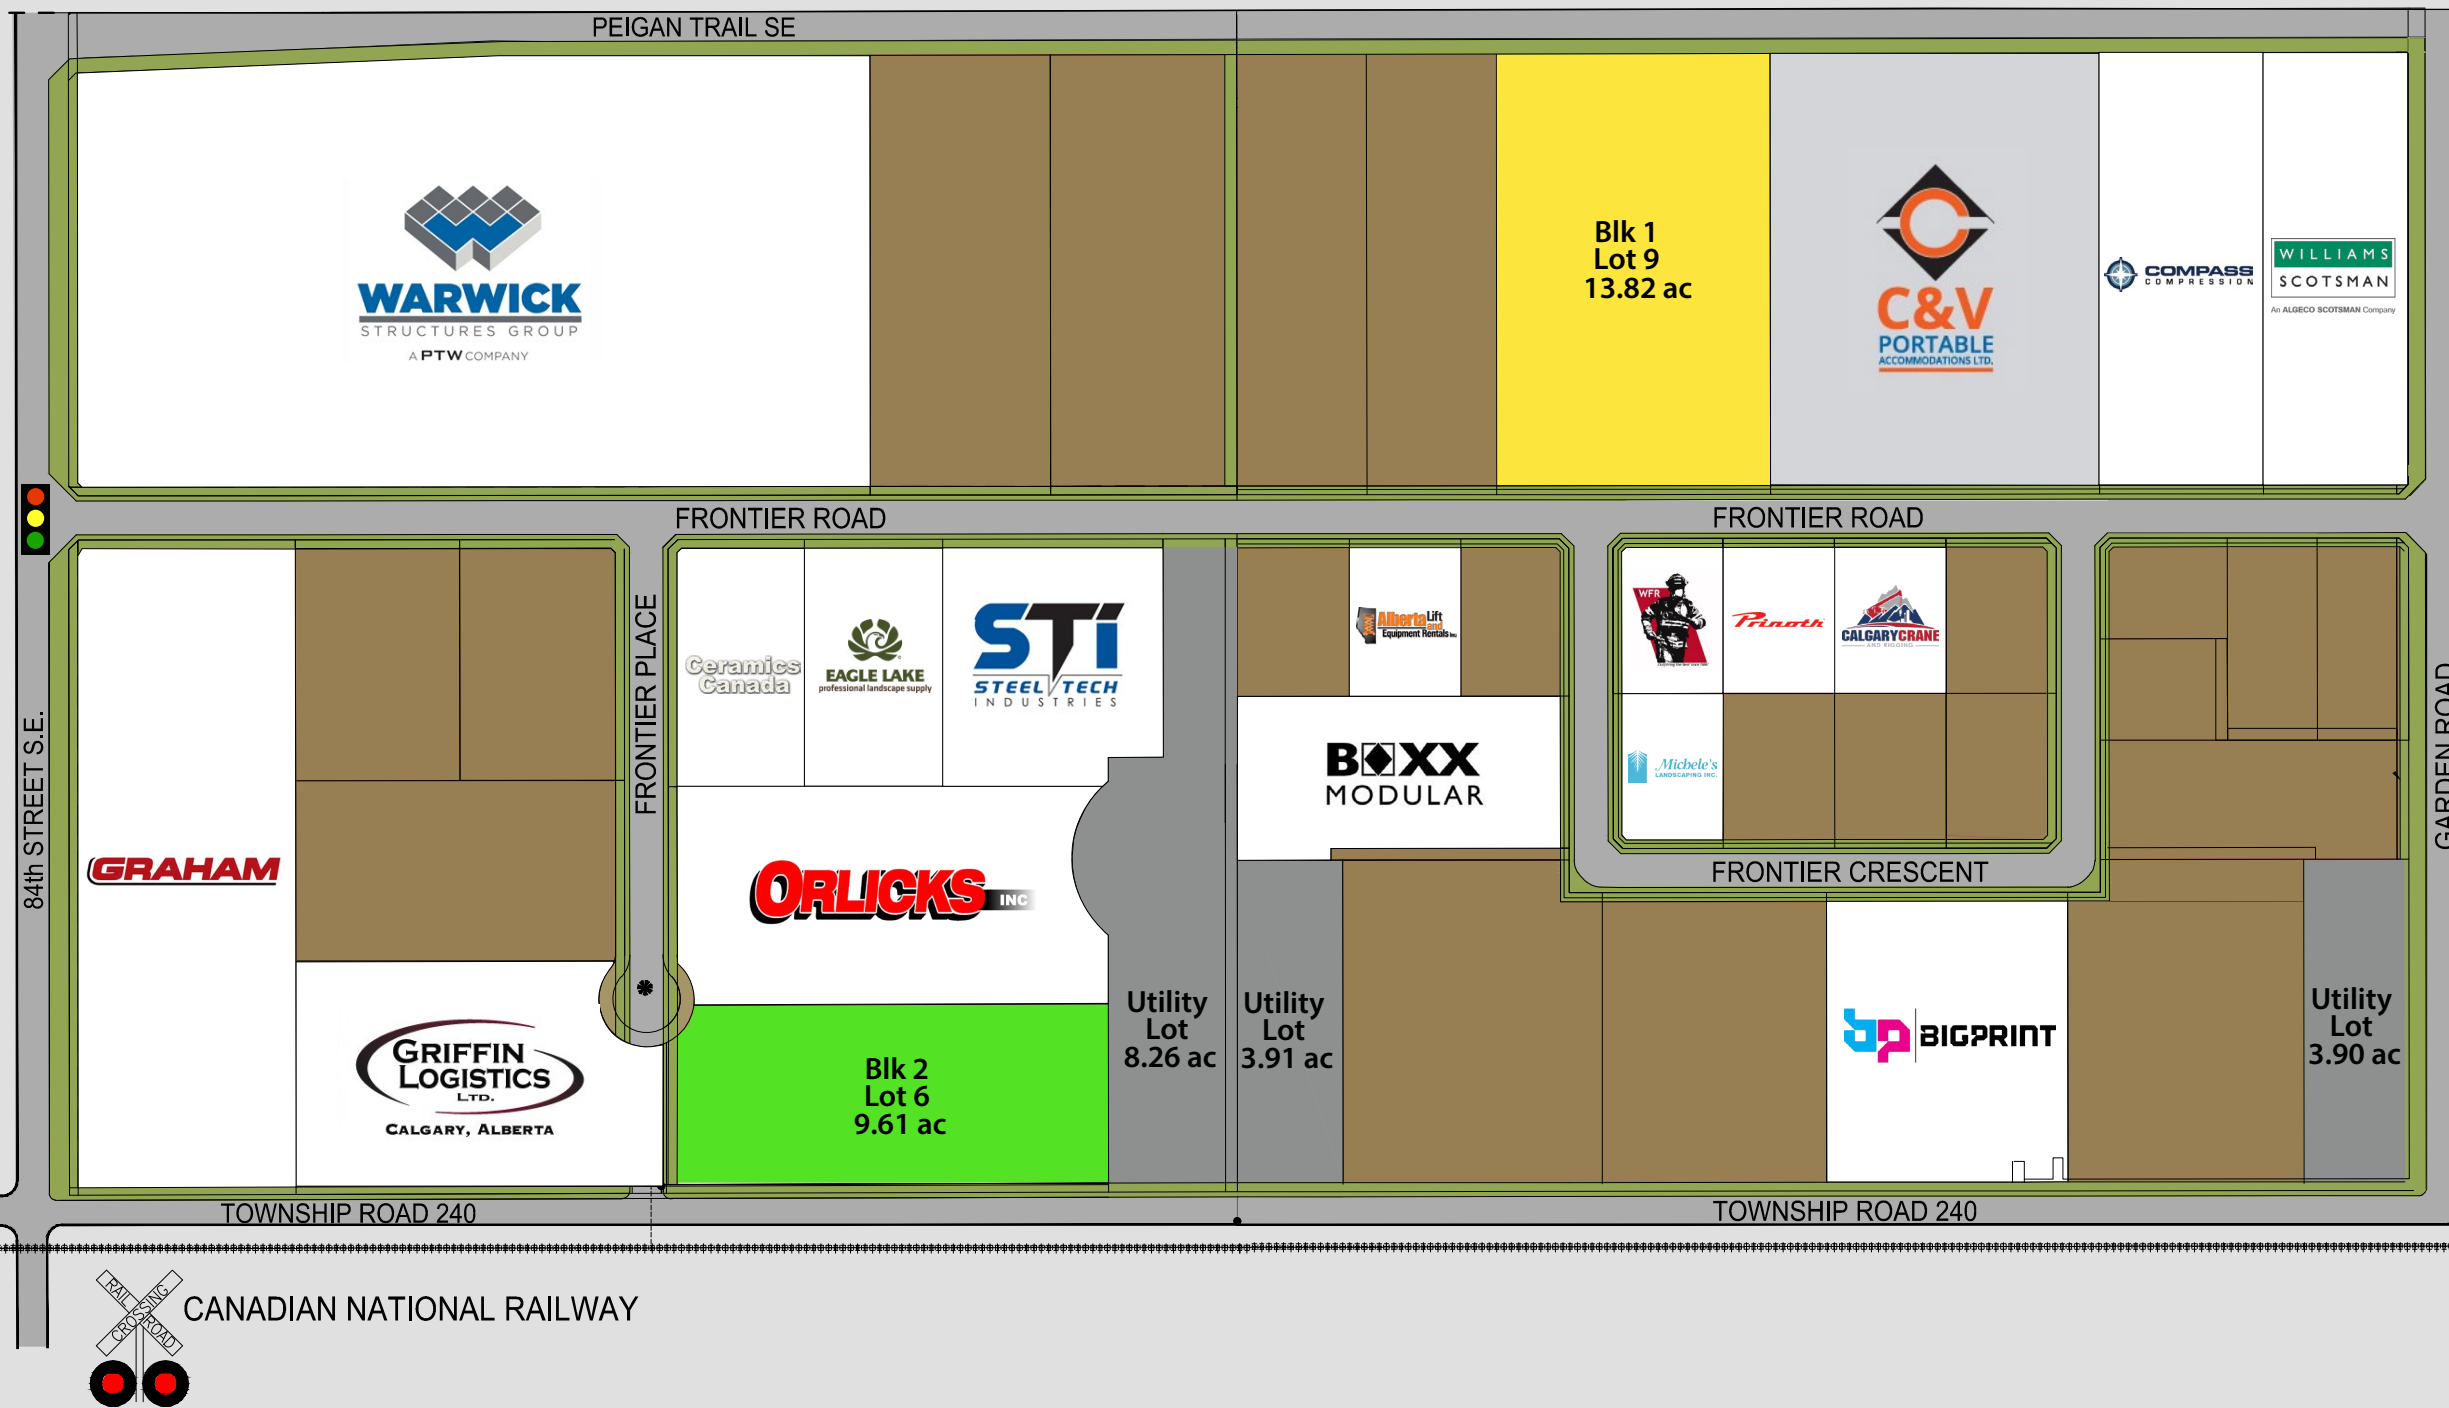 PEIGAN TRAIL SE
WARWICK
STRUCTURES GROUP
A PTW COMPANY
Blk 1
Lot 9
13.82 ac
C&V
PORTABLE
ACCOMMODATIONS LTD.
COMPASS
COMPRESSION
WILLIAMS
SCOTSMAN
An ALGECO SCOTSMAN Company
FRONTIER ROAD
FRONTIER ROAD
84th STREET S.E.
GRAHAM
FRONTIER PLACE
Ceramics
Canada
EAGLE LAKE
professional landscape supply
STI
STEEL TECH
INDUSTRIES
Alberta Lift
and
Equipment Rentals Inc
WFR
Prinoth
CALGARY CRANE
AND RIGGING
BOXX
MODULAR
Michele's
LANDSCAPING INC.
GARDEN ROAD
FRONTIER CRESCENT
ORLICKS INC
GRIFFIN
LOGISTICS
LTD.
CALGARY, ALBERTA
Blk 2
Lot 6
9.61 ac
Utility
Lot
8.26 ac
Utility
Lot
3.91 ac
bp BIGPRINT
Utility
Lot
3.90 ac
TOWNSHIP ROAD 240
TOWNSHIP ROAD 240
RAIL ROAD
CROSSING
CANADIAN NATIONAL RAILWAY